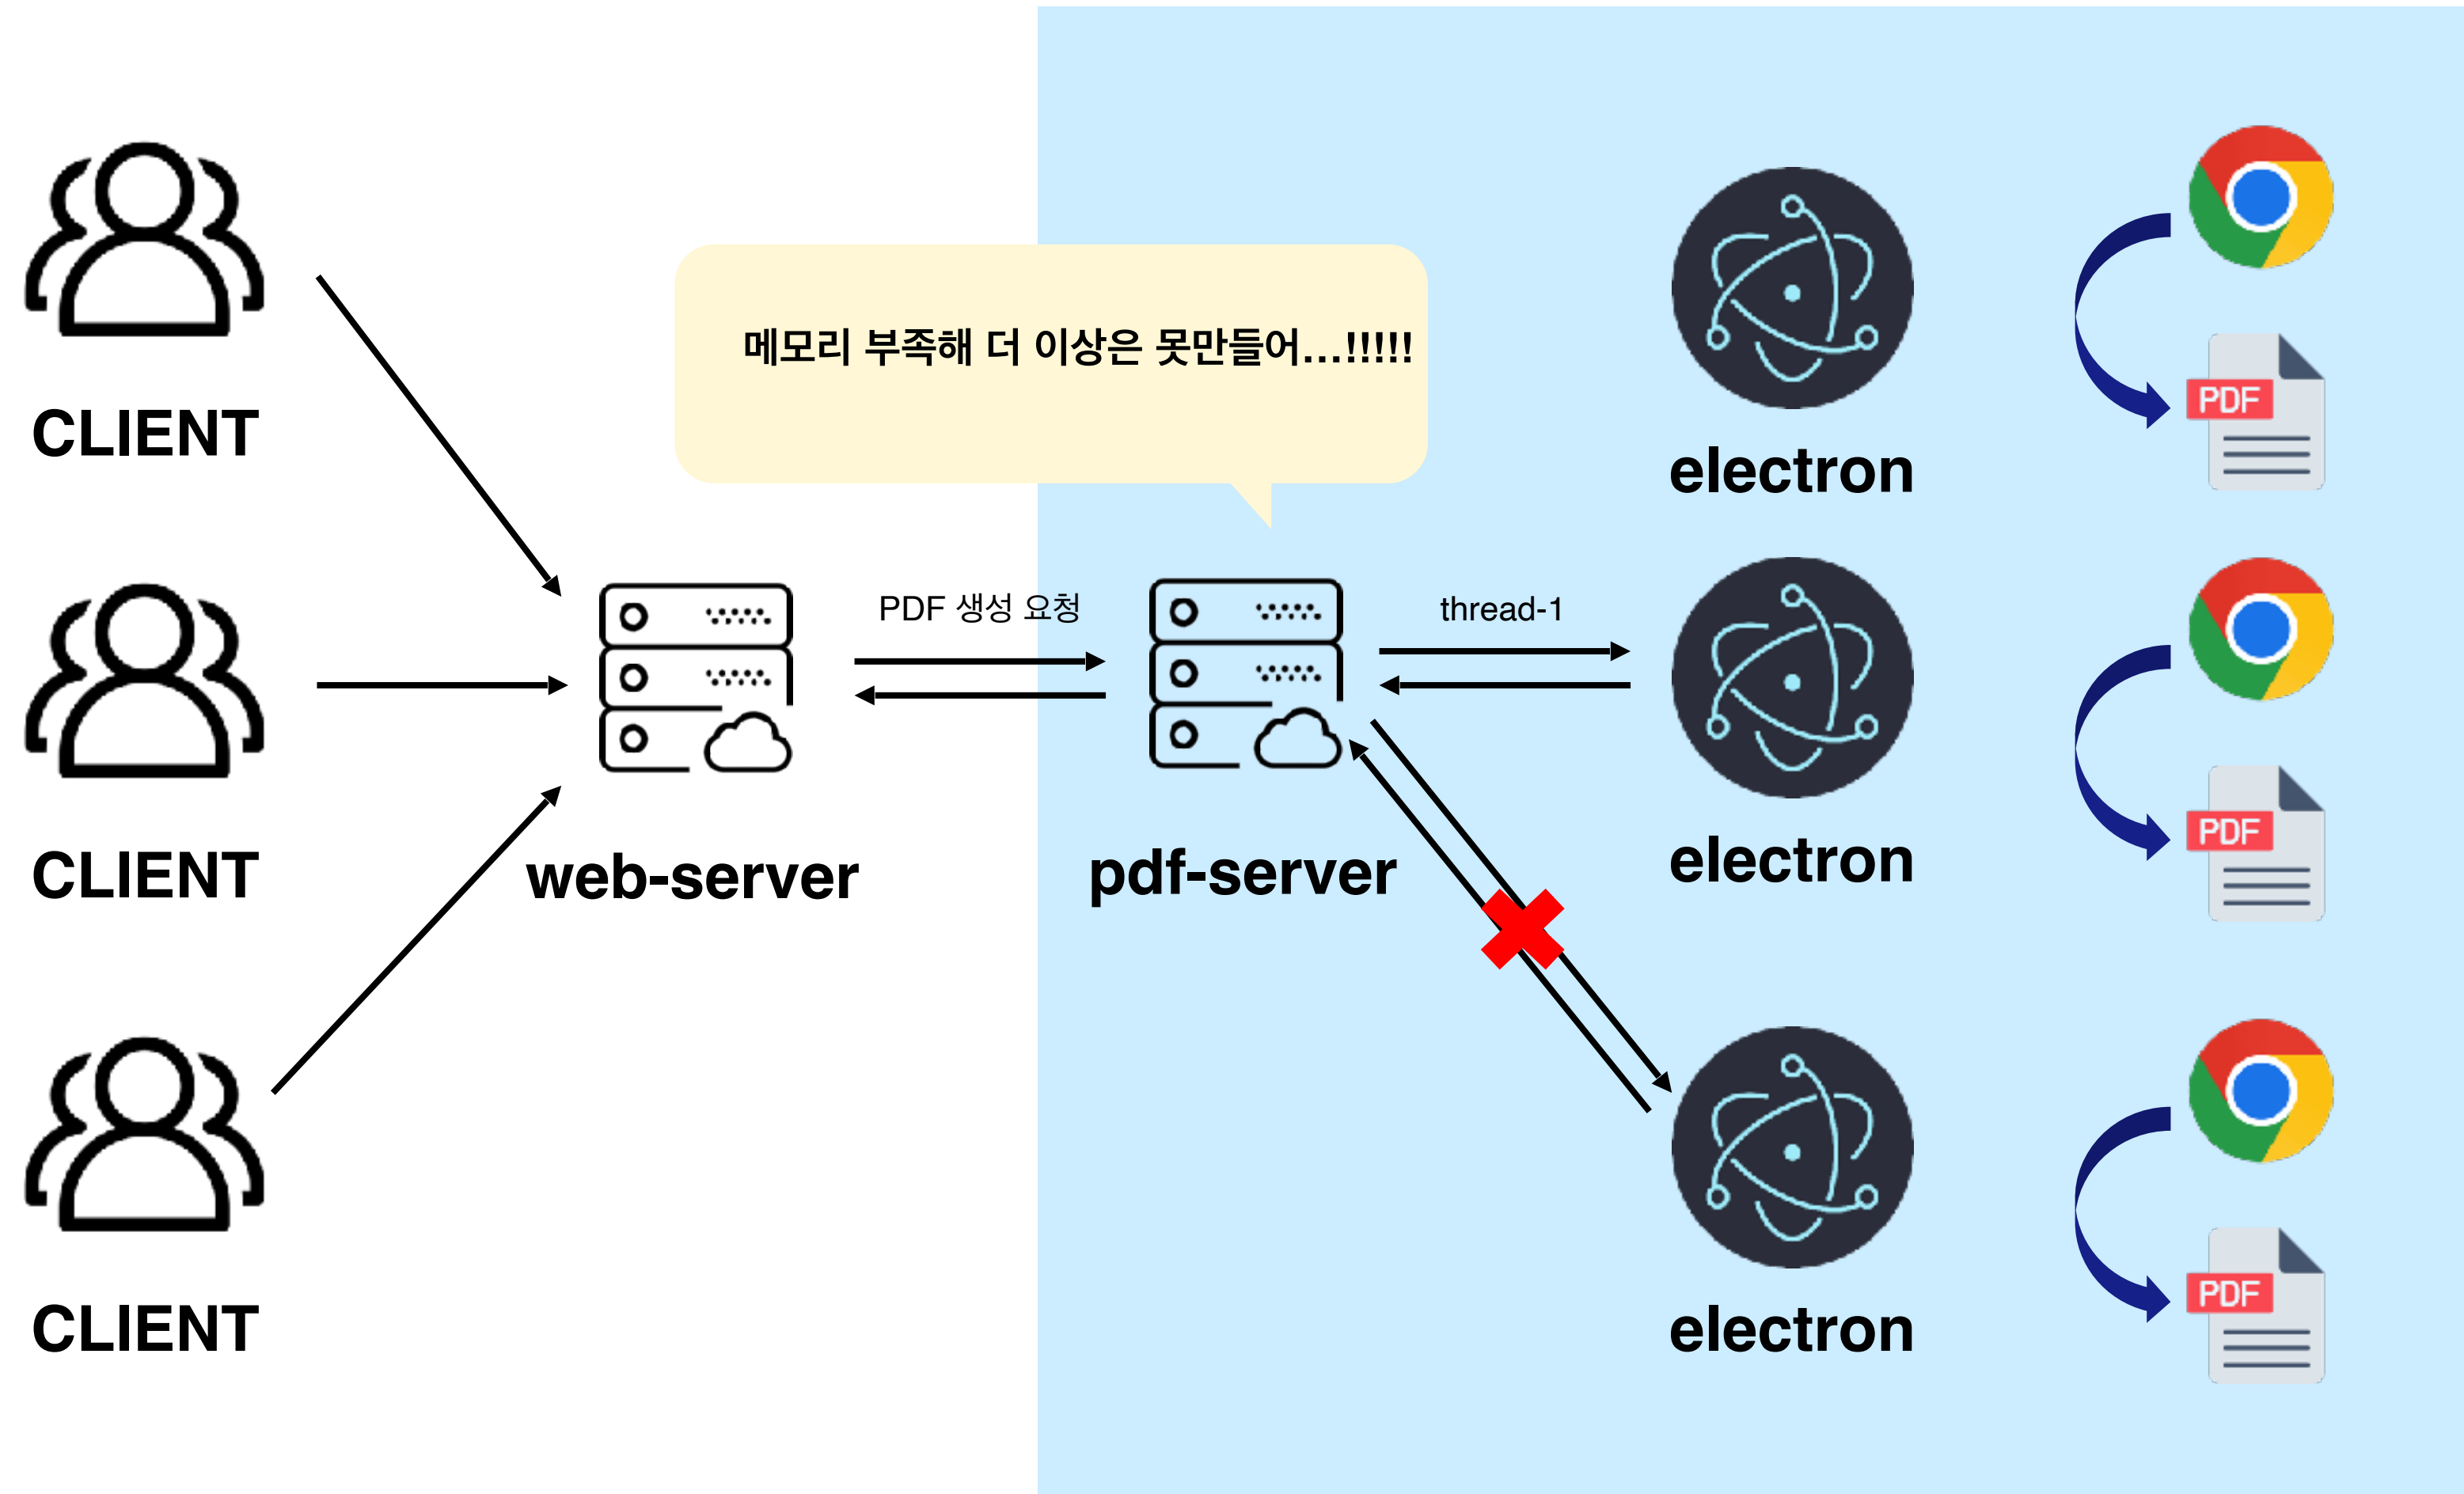 메모리 부족해 더 이상은 못만들어...!!!!!
CLIENT
electron
PDF
PDF 생성 요청
thread-1
CLIENT
web-server
pdf-server
electron
PDF
CLIENT
electron
PDF